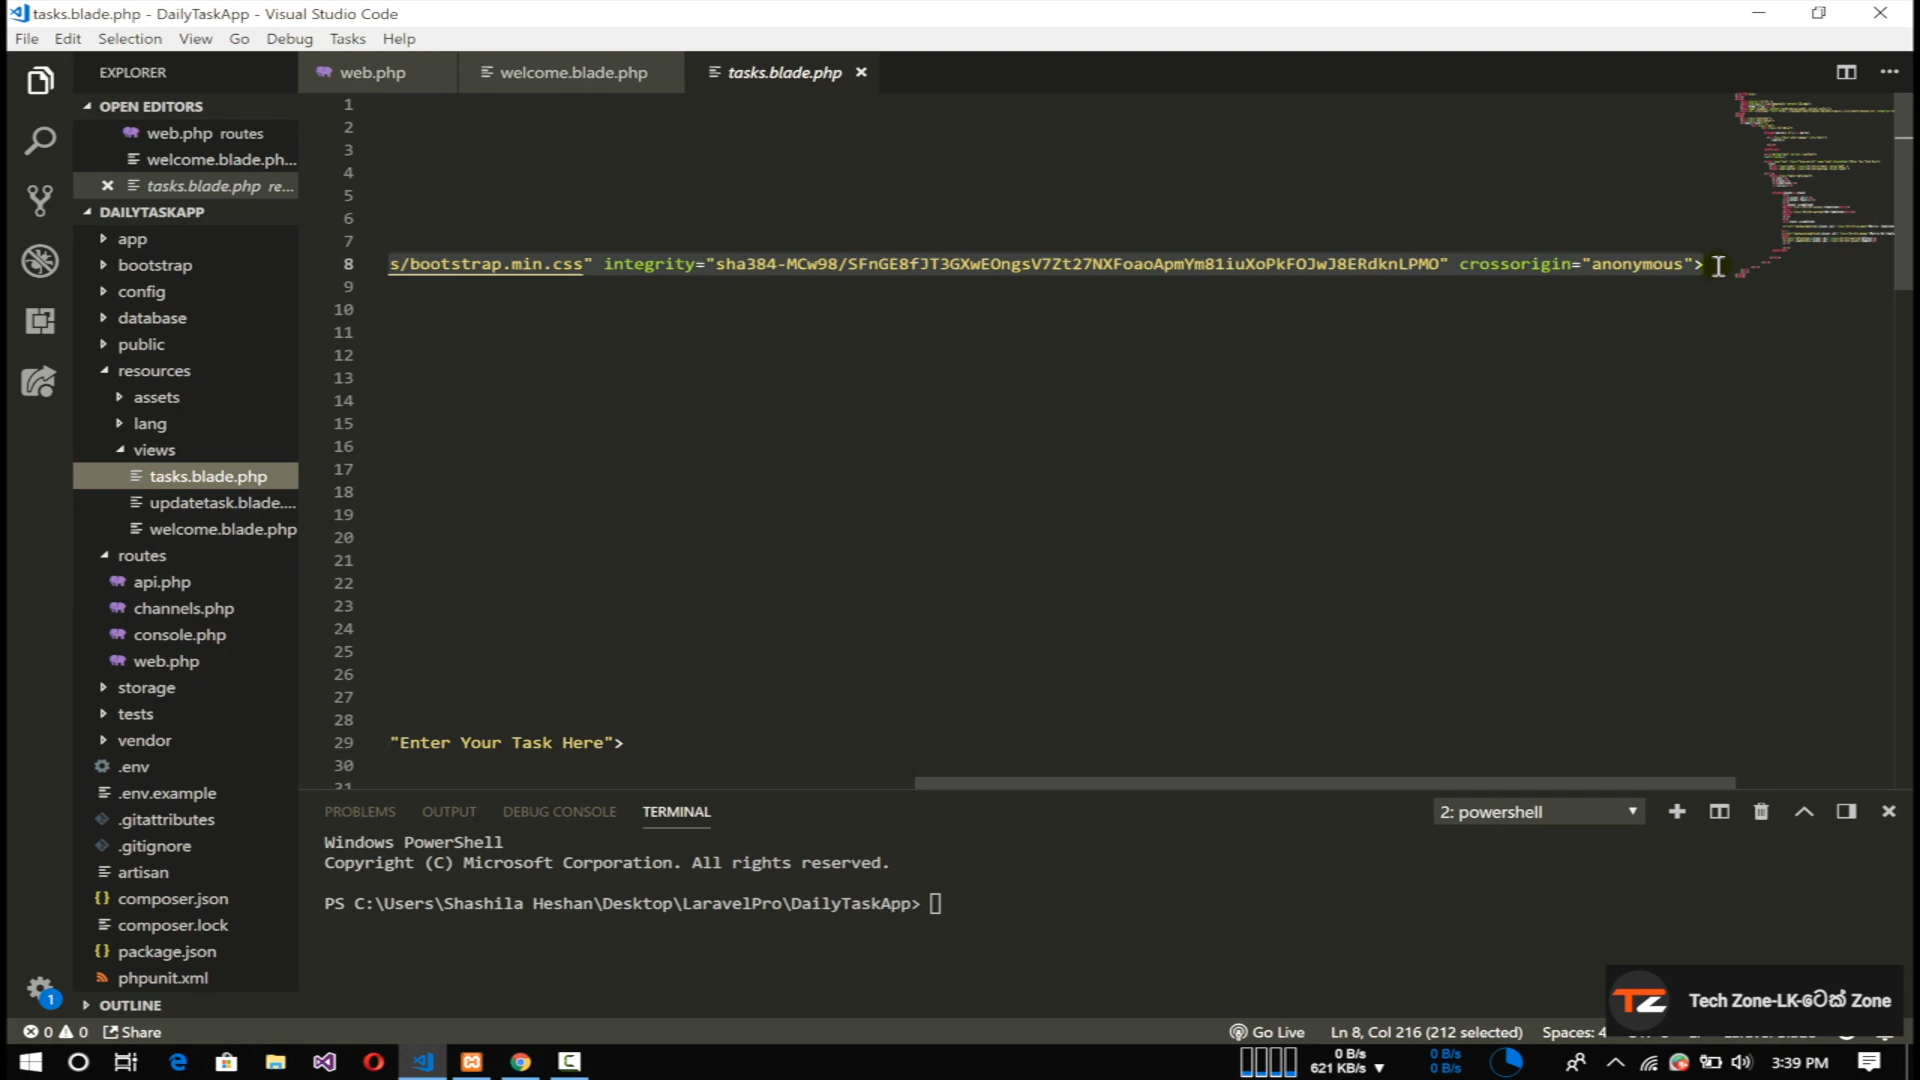 tasks.blade.php - DailyTaskApp - Visual Studio Code
File Edit Selection View Go Debug Tasks Help
EXPLORER
web.php
welcome.blade.php
tasks.blade.php
OPEN EDITORS
web.php routes
welcome.blade.ph...
tasks.blade.php re...
DAILYTASKAPP
app
bootstrap
config
database
public
resources
assets
lang
views
tasks.blade.php
updatetask.blade....
welcome.blade.php
routes
api.php
channels.php
console.php
web.php
storage
tests
vendor
.env
.env.example
.gitattributes
.gitignore
artisan
composer.json
composer.lock
package.json
phpunit.xml
OUTLINE
1
2
3
4
5
6
7
8 s/bootstrap.min.css" integrity="sha384-MCw98/SFnGE8fJT3GXwEOngsV7Zt27NXFoaoApmYm81iuXoPkFOJwJ8ERdknLPMO" crossorigin="anonymous">
9
10
11
12
13
14
15
16
17
18
19
20
21
22
23
24
25
26
27
28
29 "Enter Your Task Here">
30
31
PROBLEMS OUTPUT DEBUG CONSOLE TERMINAL
2: powershell
Windows PowerShell
Copyright (C) Microsoft Corporation. All rights reserved.
PS C:\Users\Shashila Heshan\Desktop\LaravelPro\DailyTaskApp>
TZ Tech Zone-LK-ටෙක් Zone
1
0 0 Share
Go Live Ln 8, Col 216 (212 selected) Spaces: 4
0 B/s
621 KB/s
0 B/s
0 B/s
3:39 PM